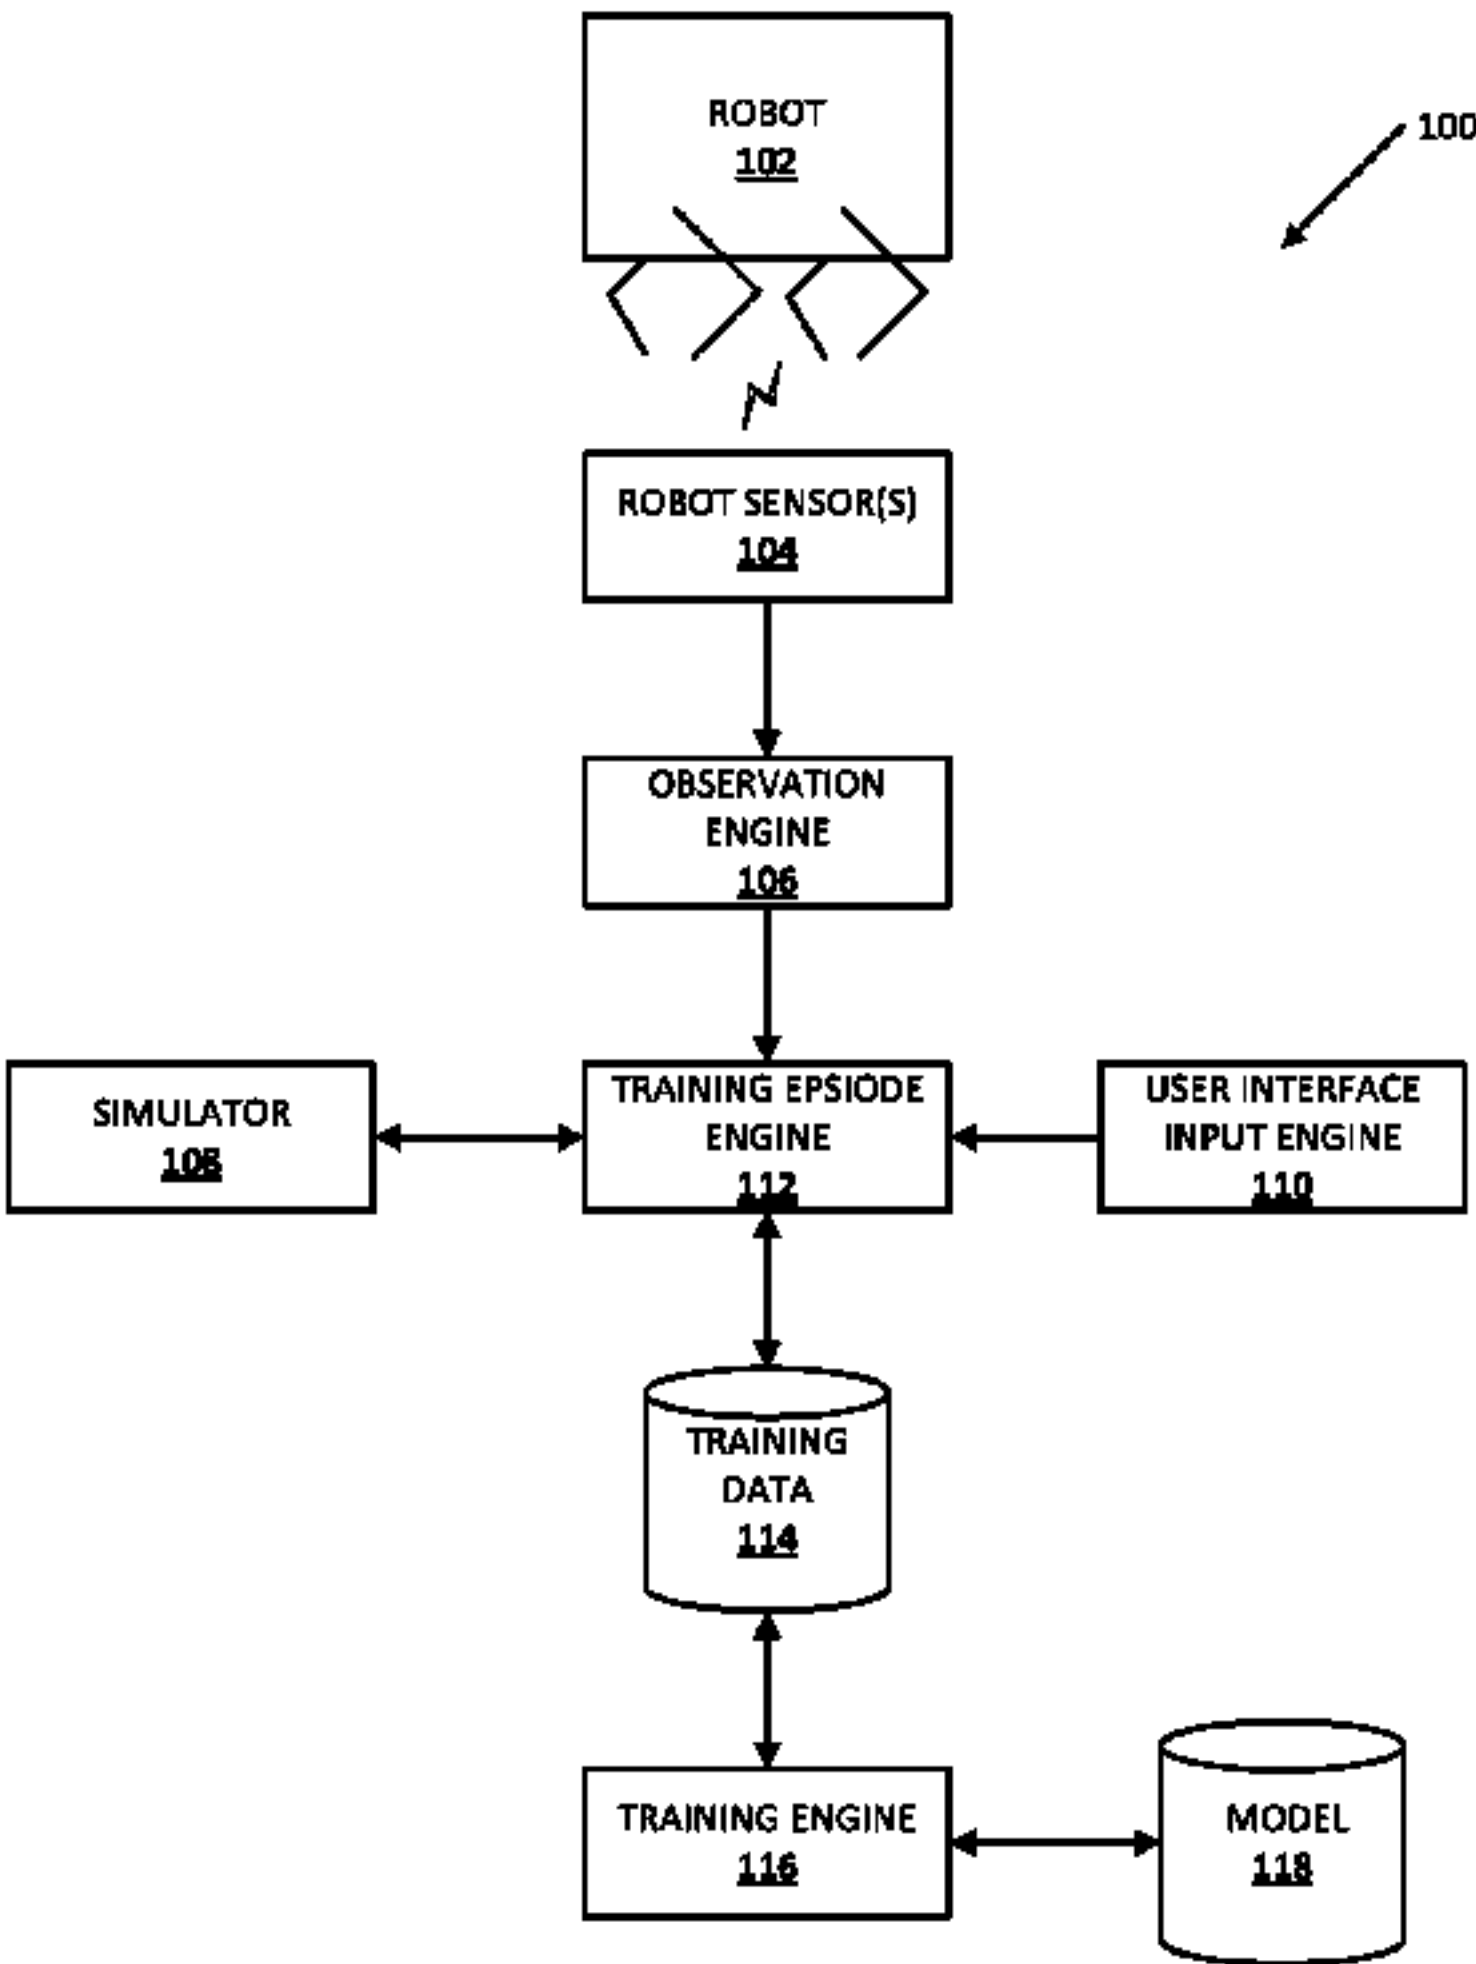 ROBOT
102
100
ROBOT SENSOR(S)
104
OBSERVATION
ENGINE
106
SIMULATOR
108
TRAINING EPSIODE
ENGINE
112
USER INTERFACE
INPUT ENGINE
110
TRAINING
DATA
114
TRAINING ENGINE
116
MODEL
118